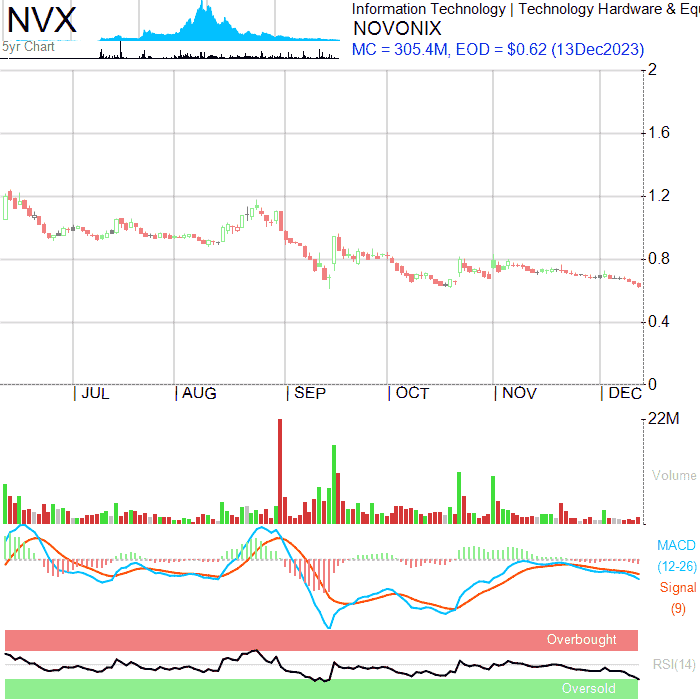 NVX
5yr Chart
Information Technology | Technology Hardware & Equ
NOVONIX
MC = 305.4M, EOD = $0.62 (13Dec2023)
2
1.6
1.2
0.8
0.4
0
| JUL | AUG | SEP | OCT | NOV | DEC
22M
Volume
MACD
(12-26)
Signal
(9)
Overbought
RSI(14)
Oversold